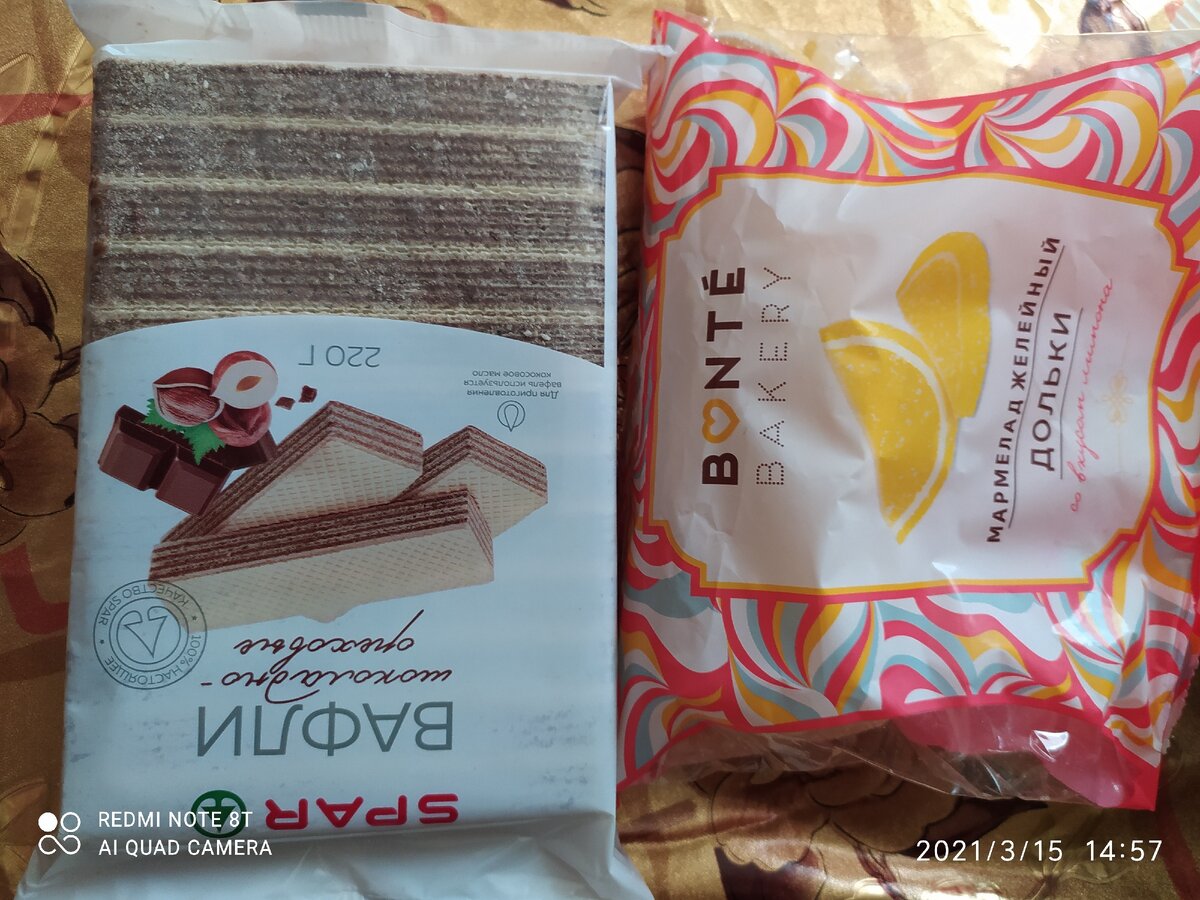 SPAR
ВАФЛИ
шоколадно-
ореховые
100% НАСТОЯЩЕЕ
КАЧЕСТВО SPAR
Для приготовления
вафель используется
кокосовое масло
220 Г
BONTÉ
BAKERY
МАРМЕЛАД ЖЕЛЕЙНЫЙ
ДОЛЬКИ
со вкусом лимона
REDMI NOTE 8T
AI QUAD CAMERA
2021/3/15 14:57